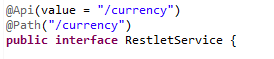 @Api(value = "/currency")
@Path("/currency")
public interface RestletService {